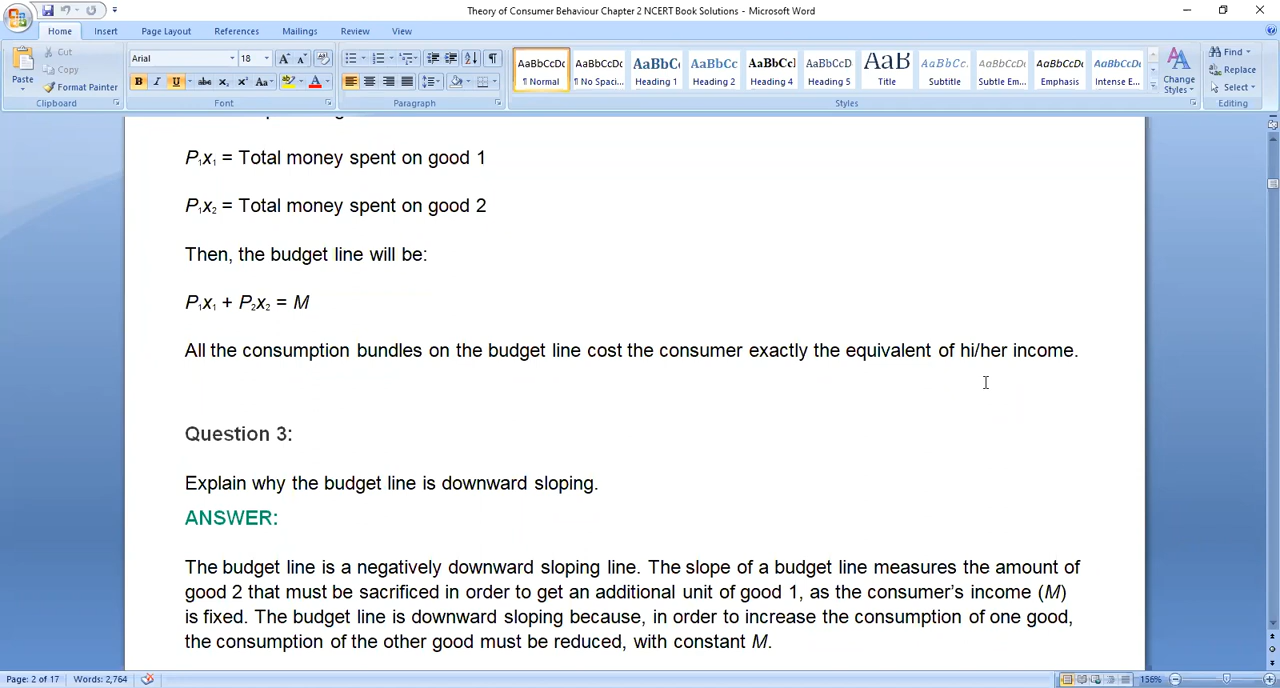 Theory of Consumer Behaviour Chapter 2 NCERT Book Solutions - Microsoft Word
Home Insert Page Layout References Mailings Review View
Paste
Cut
Copy
Format Painter
Clipboard
Arial 18
Font
Paragraph
AaBbCcDc AaBbCcDc AaBbC AaBbCc AaBbCcI AaBbCcD AaB AaBbCc. AaBbCcDc AaBbCcDc AaBbCcDc
¶ Normal ¶ No Spaci... Heading 1 Heading 2 Heading 4 Heading 5 Title Subtitle Subtle Em... Emphasis Intense E...
Change Styles
Styles
Find
Replace
Select
Editing
P₁x₁ = Total money spent on good 1
P₁x₂ = Total money spent on good 2
Then, the budget line will be:
P₁x₁ + P₂x₂ = M
All the consumption bundles on the budget line cost the consumer exactly the equivalent of hi/her income.
Question 3:
Explain why the budget line is downward sloping.
ANSWER:
The budget line is a negatively downward sloping line. The slope of a budget line measures the amount of
good 2 that must be sacrificed in order to get an additional unit of good 1, as the consumer’s income (M)
is fixed. The budget line is downward sloping because, in order to increase the consumption of one good,
the consumption of the other good must be reduced, with constant M.
Page: 2 of 17 Words: 2,764 156%